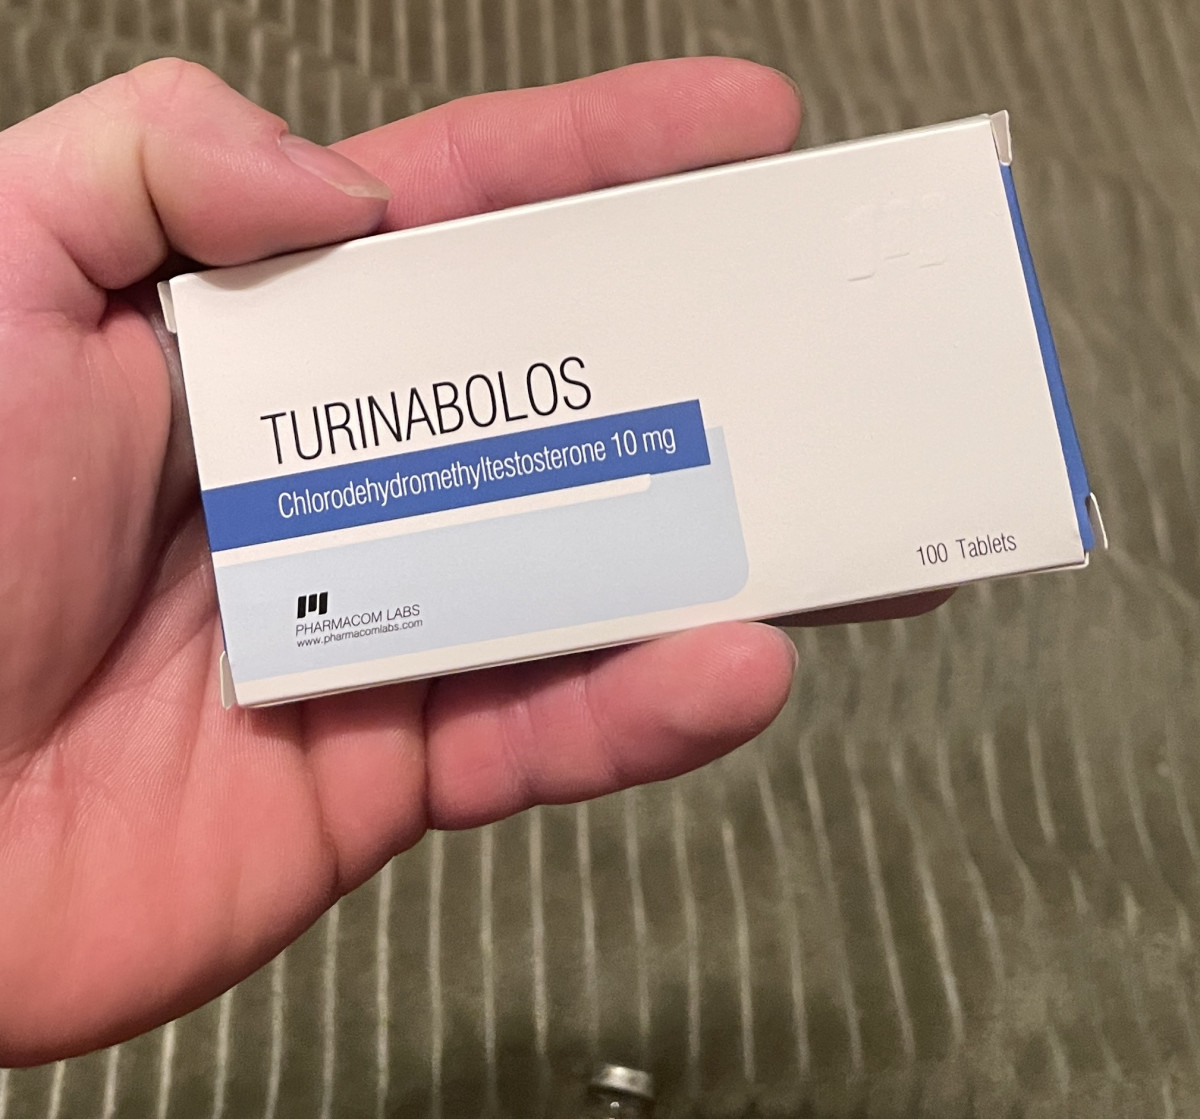 TURINABOLOS
Chlorodehydromethyltestosterone 10 mg
PHARMACOM LABS
www.pharmacomlabs.com
100 Tablets